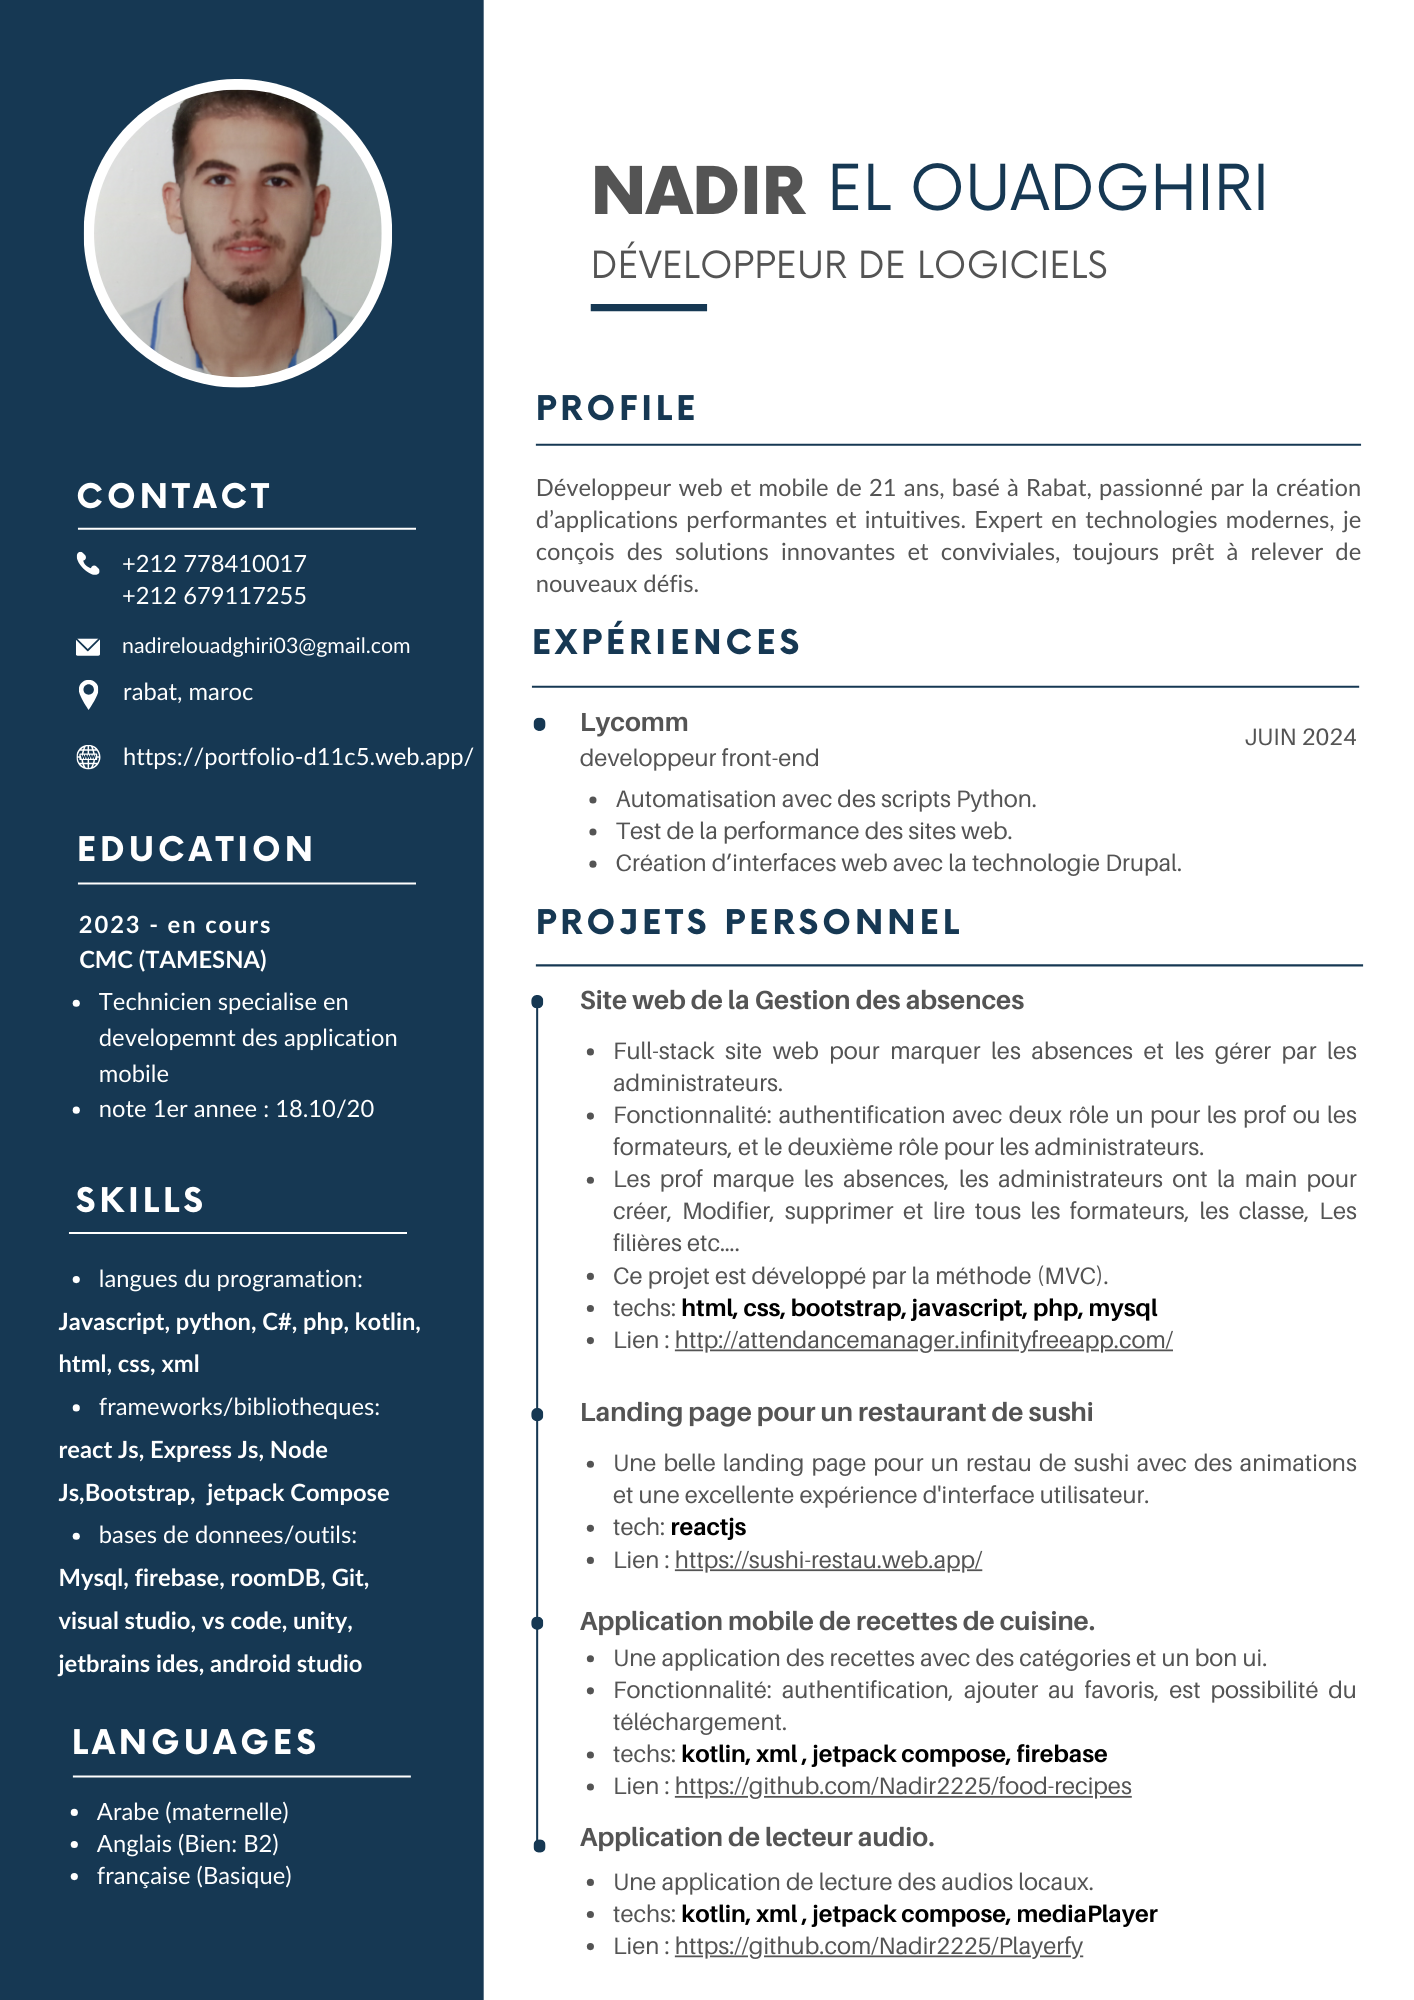 NADIR EL OUADGHIRI
DÉVELOPPEUR DE LOGICIELS
CONTACT
+212 778410017
+212 679117255
nadirelouadghiri03@gmail.com
rabat, maroc
https://portfolio-d11c5.web.app/
EDUCATION
2023 - en cours
CMC (TAMESNA)
• Technicien specialise en
developemnt des application
mobile
• note 1er annee : 18.10/20
SKILLS
• langues du programation:
Javascript, python, C#, php, kotlin,
html, css, xml
• frameworks/bibliotheques:
react Js, Express Js, Node
Js,Bootstrap, jetpack Compose
• bases de donnees/outils:
Mysql, firebase, roomDB, Git,
visual studio, vs code, unity,
jetbrains ides, android studio
LANGUAGES
• Arabe (maternelle)
• Anglais (Bien: B2)
• française (Basique)
PROFILE
Développeur web et mobile de 21 ans, basé à Rabat, passionné par la création
d’applications performantes et intuitives. Expert en technologies modernes, je
conçois des solutions innovantes et conviviales, toujours prêt à relever de
nouveaux défis.
EXPÉRIENCES
Lycomm
JUIN 2024
developpeur front-end
• Automatisation avec des scripts Python.
• Test de la performance des sites web.
• Création d’interfaces web avec la technologie Drupal.
PROJETS PERSONNEL
Site web de la Gestion des absences
• Full-stack site web pour marquer les absences et les gérer par les
administrateurs.
• Fonctionnalité: authentification avec deux rôle un pour les prof ou les
formateurs, et le deuxième rôle pour les administrateurs.
• Les prof marque les absences, les administrateurs ont la main pour
créer, Modifier, supprimer et lire tous les formateurs, les classe, Les
filières etc....
• Ce projet est développé par la méthode (MVC).
• techs: html, css, bootstrap, javascript, php, mysql
• Lien : http://attendancemanager.infinityfreeapp.com/
Landing page pour un restaurant de sushi
• Une belle landing page pour un restau de sushi avec des animations
et une excellente expérience d'interface utilisateur.
• tech: reactjs
• Lien : https://sushi-restau.web.app/
Application mobile de recettes de cuisine.
• Une application des recettes avec des catégories et un bon ui.
• Fonctionnalité: authentification, ajouter au favoris, est possibilité du
téléchargement.
• techs: kotlin, xml , jetpack compose, firebase
• Lien : https://github.com/Nadir2225/food-recipes
Application de lecteur audio.
• Une application de lecture des audios locaux.
• techs: kotlin, xml , jetpack compose, mediaPlayer
• Lien : https://github.com/Nadir2225/Playerfy